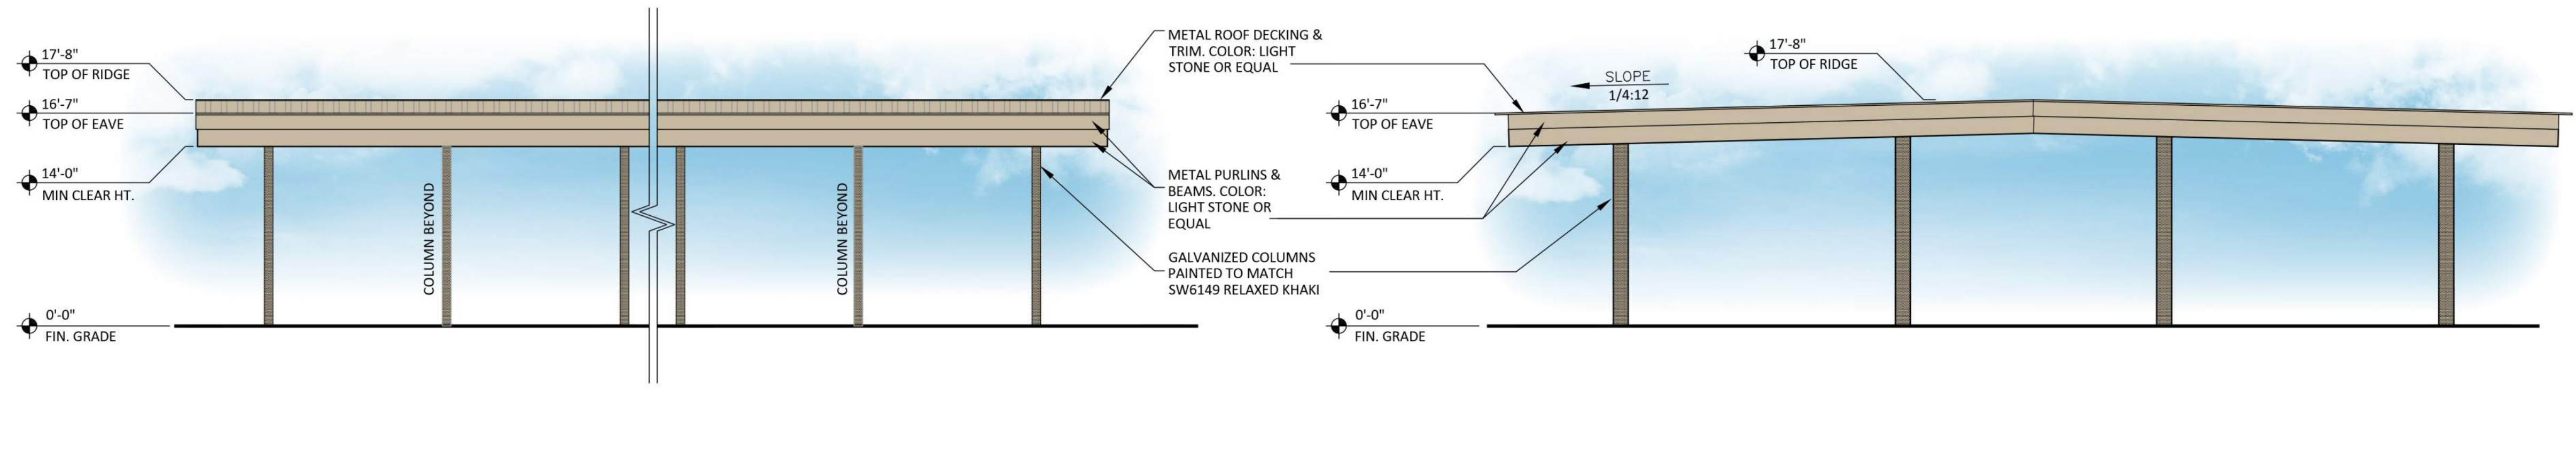 17'-8"
TOP OF RIDGE
16'-7"
TOP OF EAVE
14'-0"
MIN CLEAR HT.
0'-0"
FIN. GRADE
COLUMN BEYOND
COLUMN BEYOND
METAL ROOF DECKING &
TRIM. COLOR: LIGHT
STONE OR EQUAL
METAL PURLINS &
BEAMS. COLOR:
LIGHT STONE OR
EQUAL
GALVANIZED COLUMNS
PAINTED TO MATCH
SW6149 RELAXED KHAKI
17'-8"
TOP OF RIDGE
SLOPE
1/4:12
16'-7"
TOP OF EAVE
14'-0"
MIN CLEAR HT.
0'-0"
FIN. GRADE